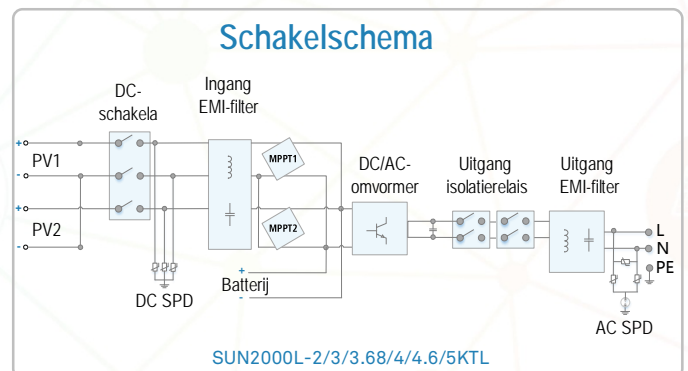 Schakelschema
DC-
schakela
Ingang
EMI-filter
DC/AC-
omvormer
Uitgang
isolatierelais
Uitgang
EMI-filter
+
PV1
-
+
PV2
-
MPPT1
MPPT2
+
Batterij
-
DC SPD
L
N
PE
AC SPD
SUN2000L-2/3/3.68/4/4.6/5KTL